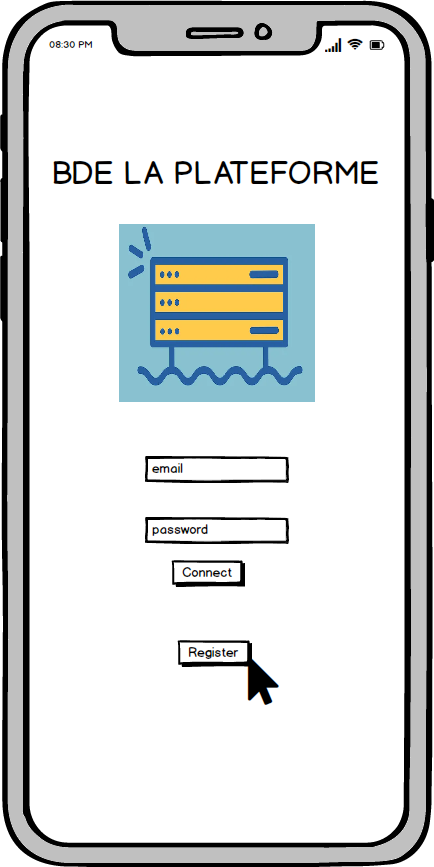 08:30 PM
BDE LA PLATEFORME
email
password
Connect
Register